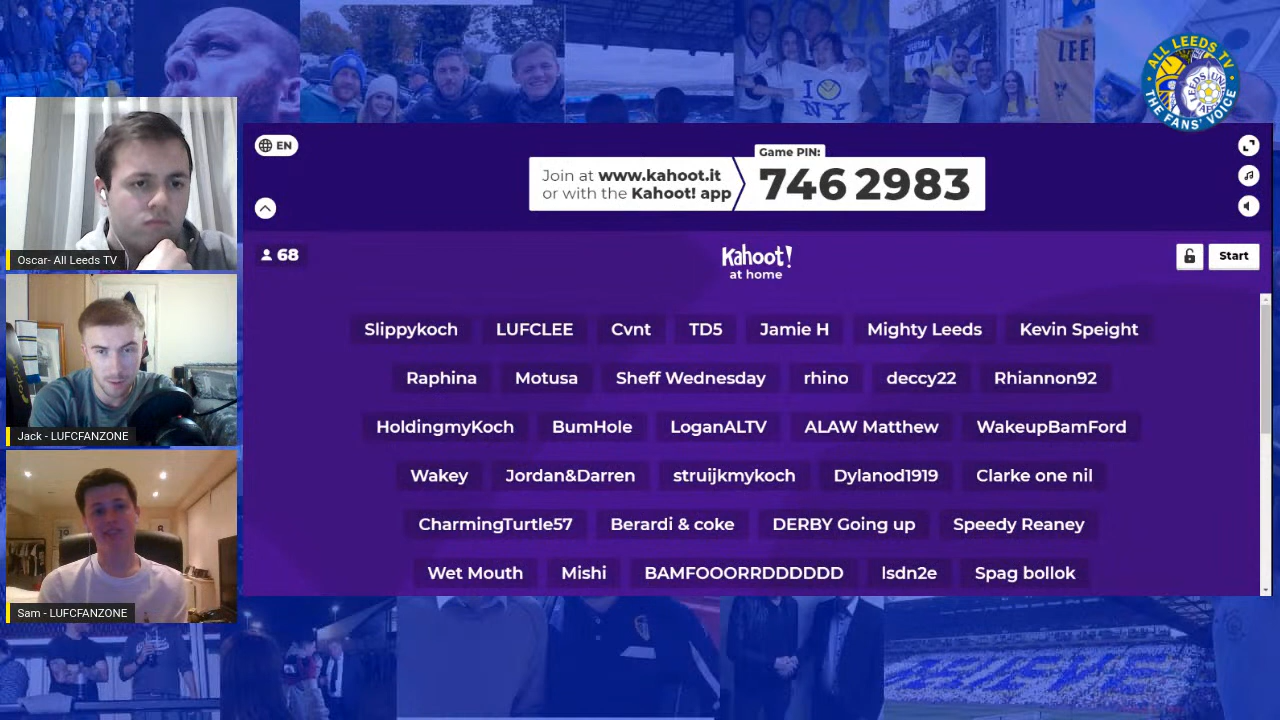 ALL LEEDS TV
THE FANS' VOICE
LEE
I
NY
EN
Game PIN:
Join at www.kahoot.it
or with the Kahoot! app
746 2983
68
Kahoot!
at home
Start
Slippykoch LUFCLEE Cvnt TD5 Jamie H Mighty Leeds Kevin Speight
Raphina Motusa Sheff Wednesday rhino deccy22 Rhiannon92
HoldingmyKoch BumHole LoganALTV ALAW Matthew WakeupBamFord
Wakey Jordan&Darren struijkmykoch Dylanod1919 Clarke one nil
CharmingTurtle57 Berardi & coke DERBY Going up Speedy Reaney
Wet Mouth Mishi BAMFOOORRDDDDDD lsdn2e Spag bollok
Oscar- All Leeds TV
Jack - LUFCFANZONE
Sam - LUFCFANZONE